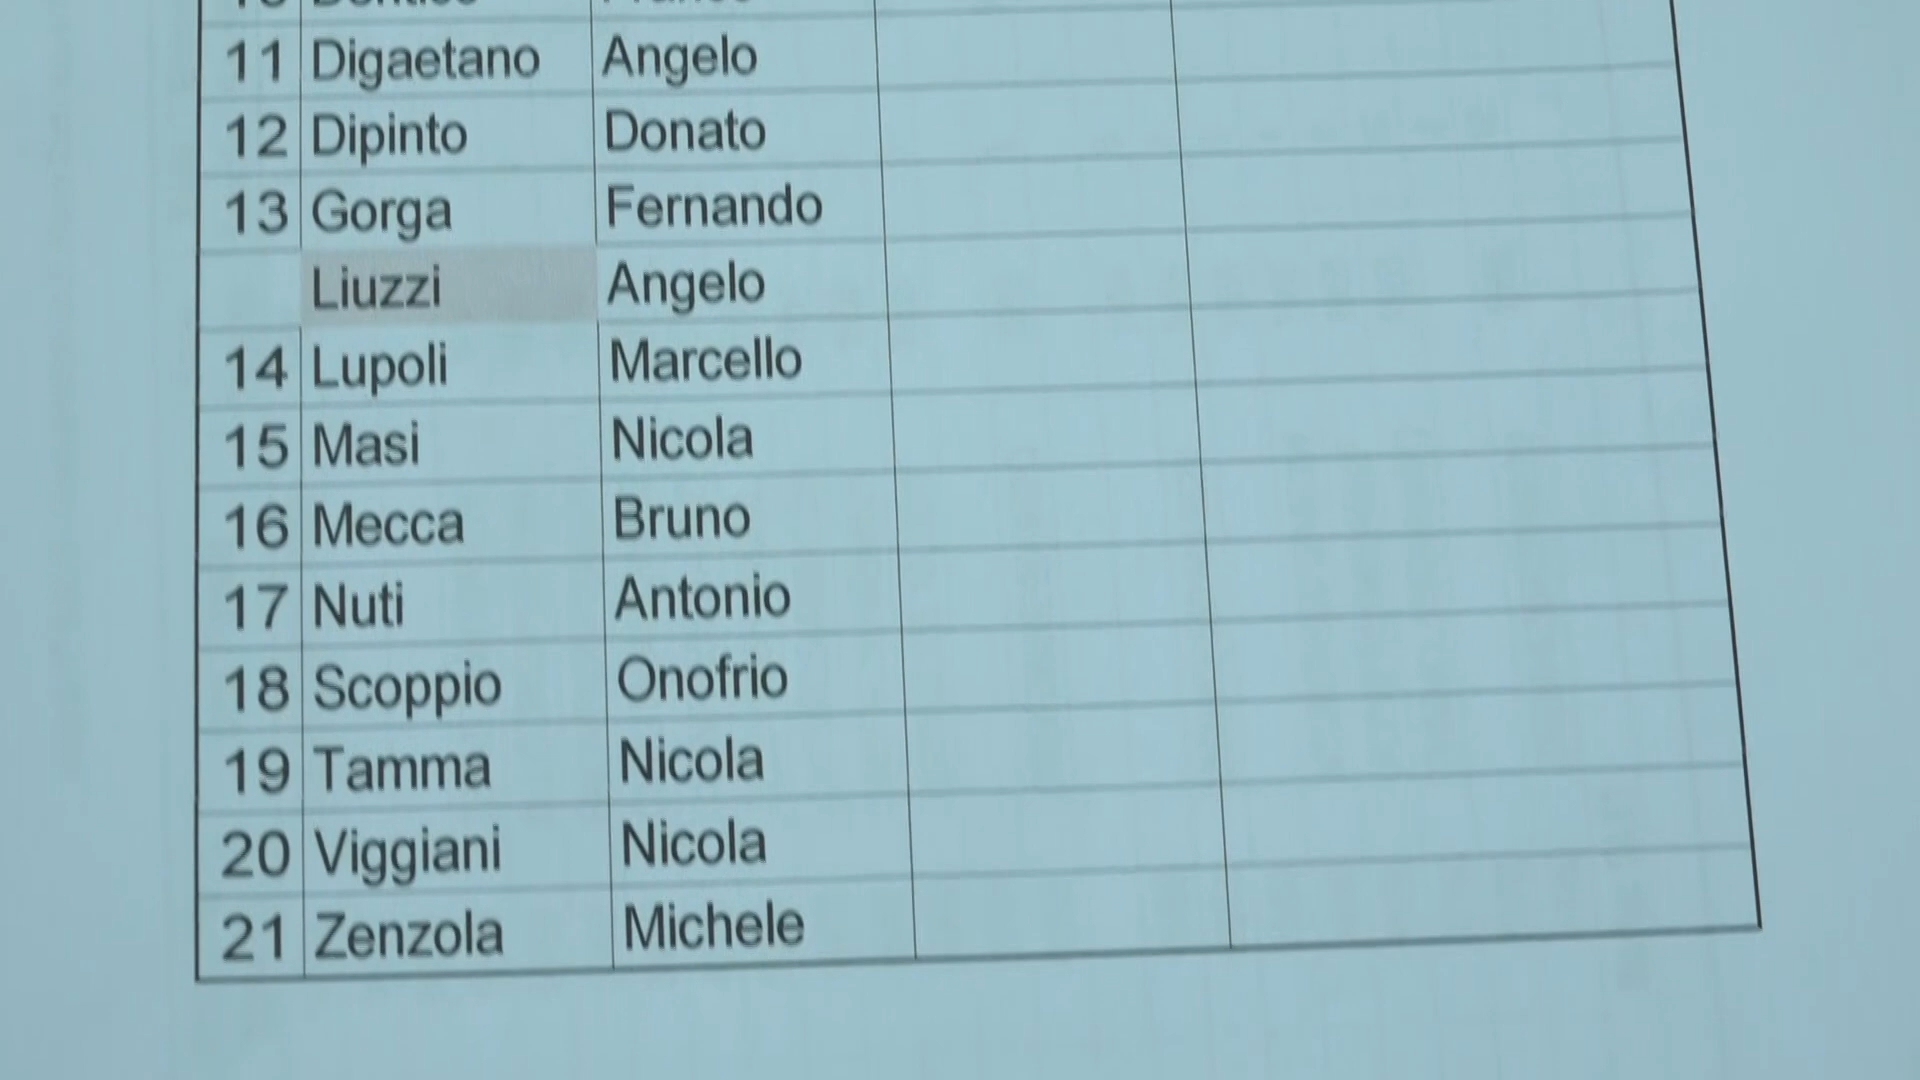 11 Digaetano Angelo
12 Dipinto Donato
13 Gorga Fernando
Liuzzi Angelo
14 Lupoli Marcello
15 Masi Nicola
16 Mecca Bruno
17 Nuti Antonio
18 Scoppio Onofrio
19 Tamma Nicola
20 Viggiani Nicola
21 Zenzola Michele